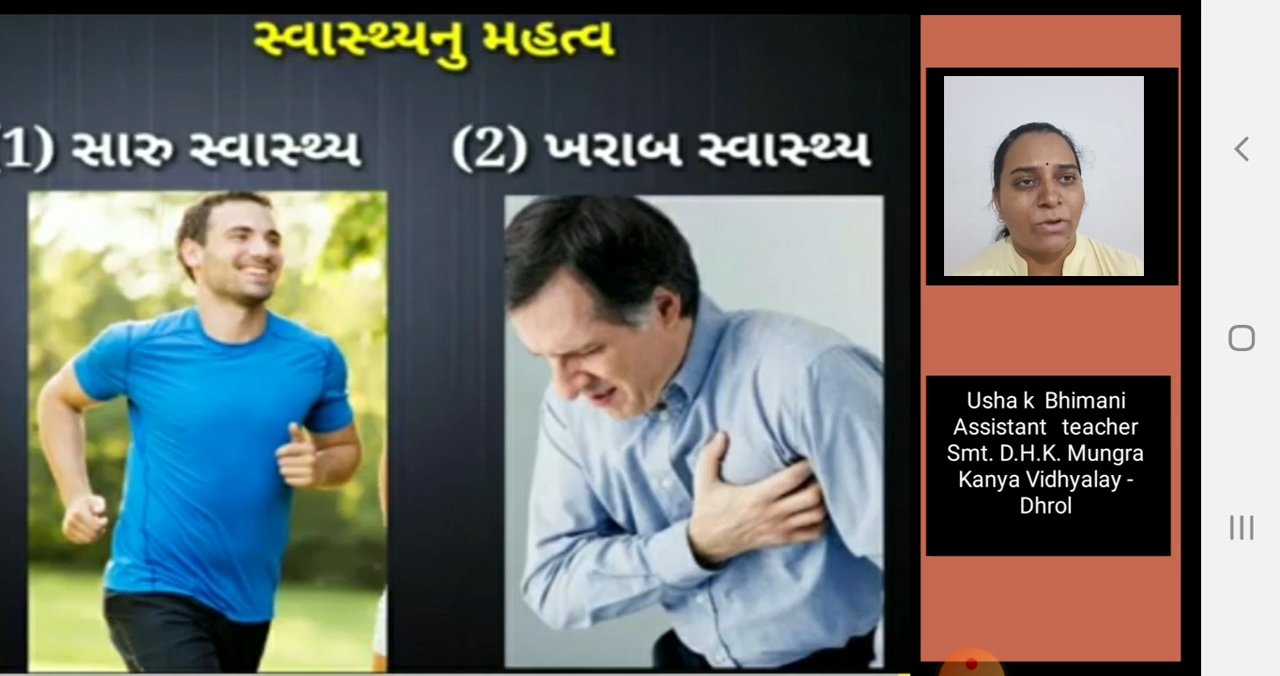 સ્વાસ્થ્યનુ મહત્વ
1) સારુ સ્વાસ્થ્ય
(2) ખરાબ સ્વાસ્થ્ય
Usha k Bhimani
Assistant teacher
Smt. D.H.K. Mungra
Kanya Vidhyalay -
Dhrol